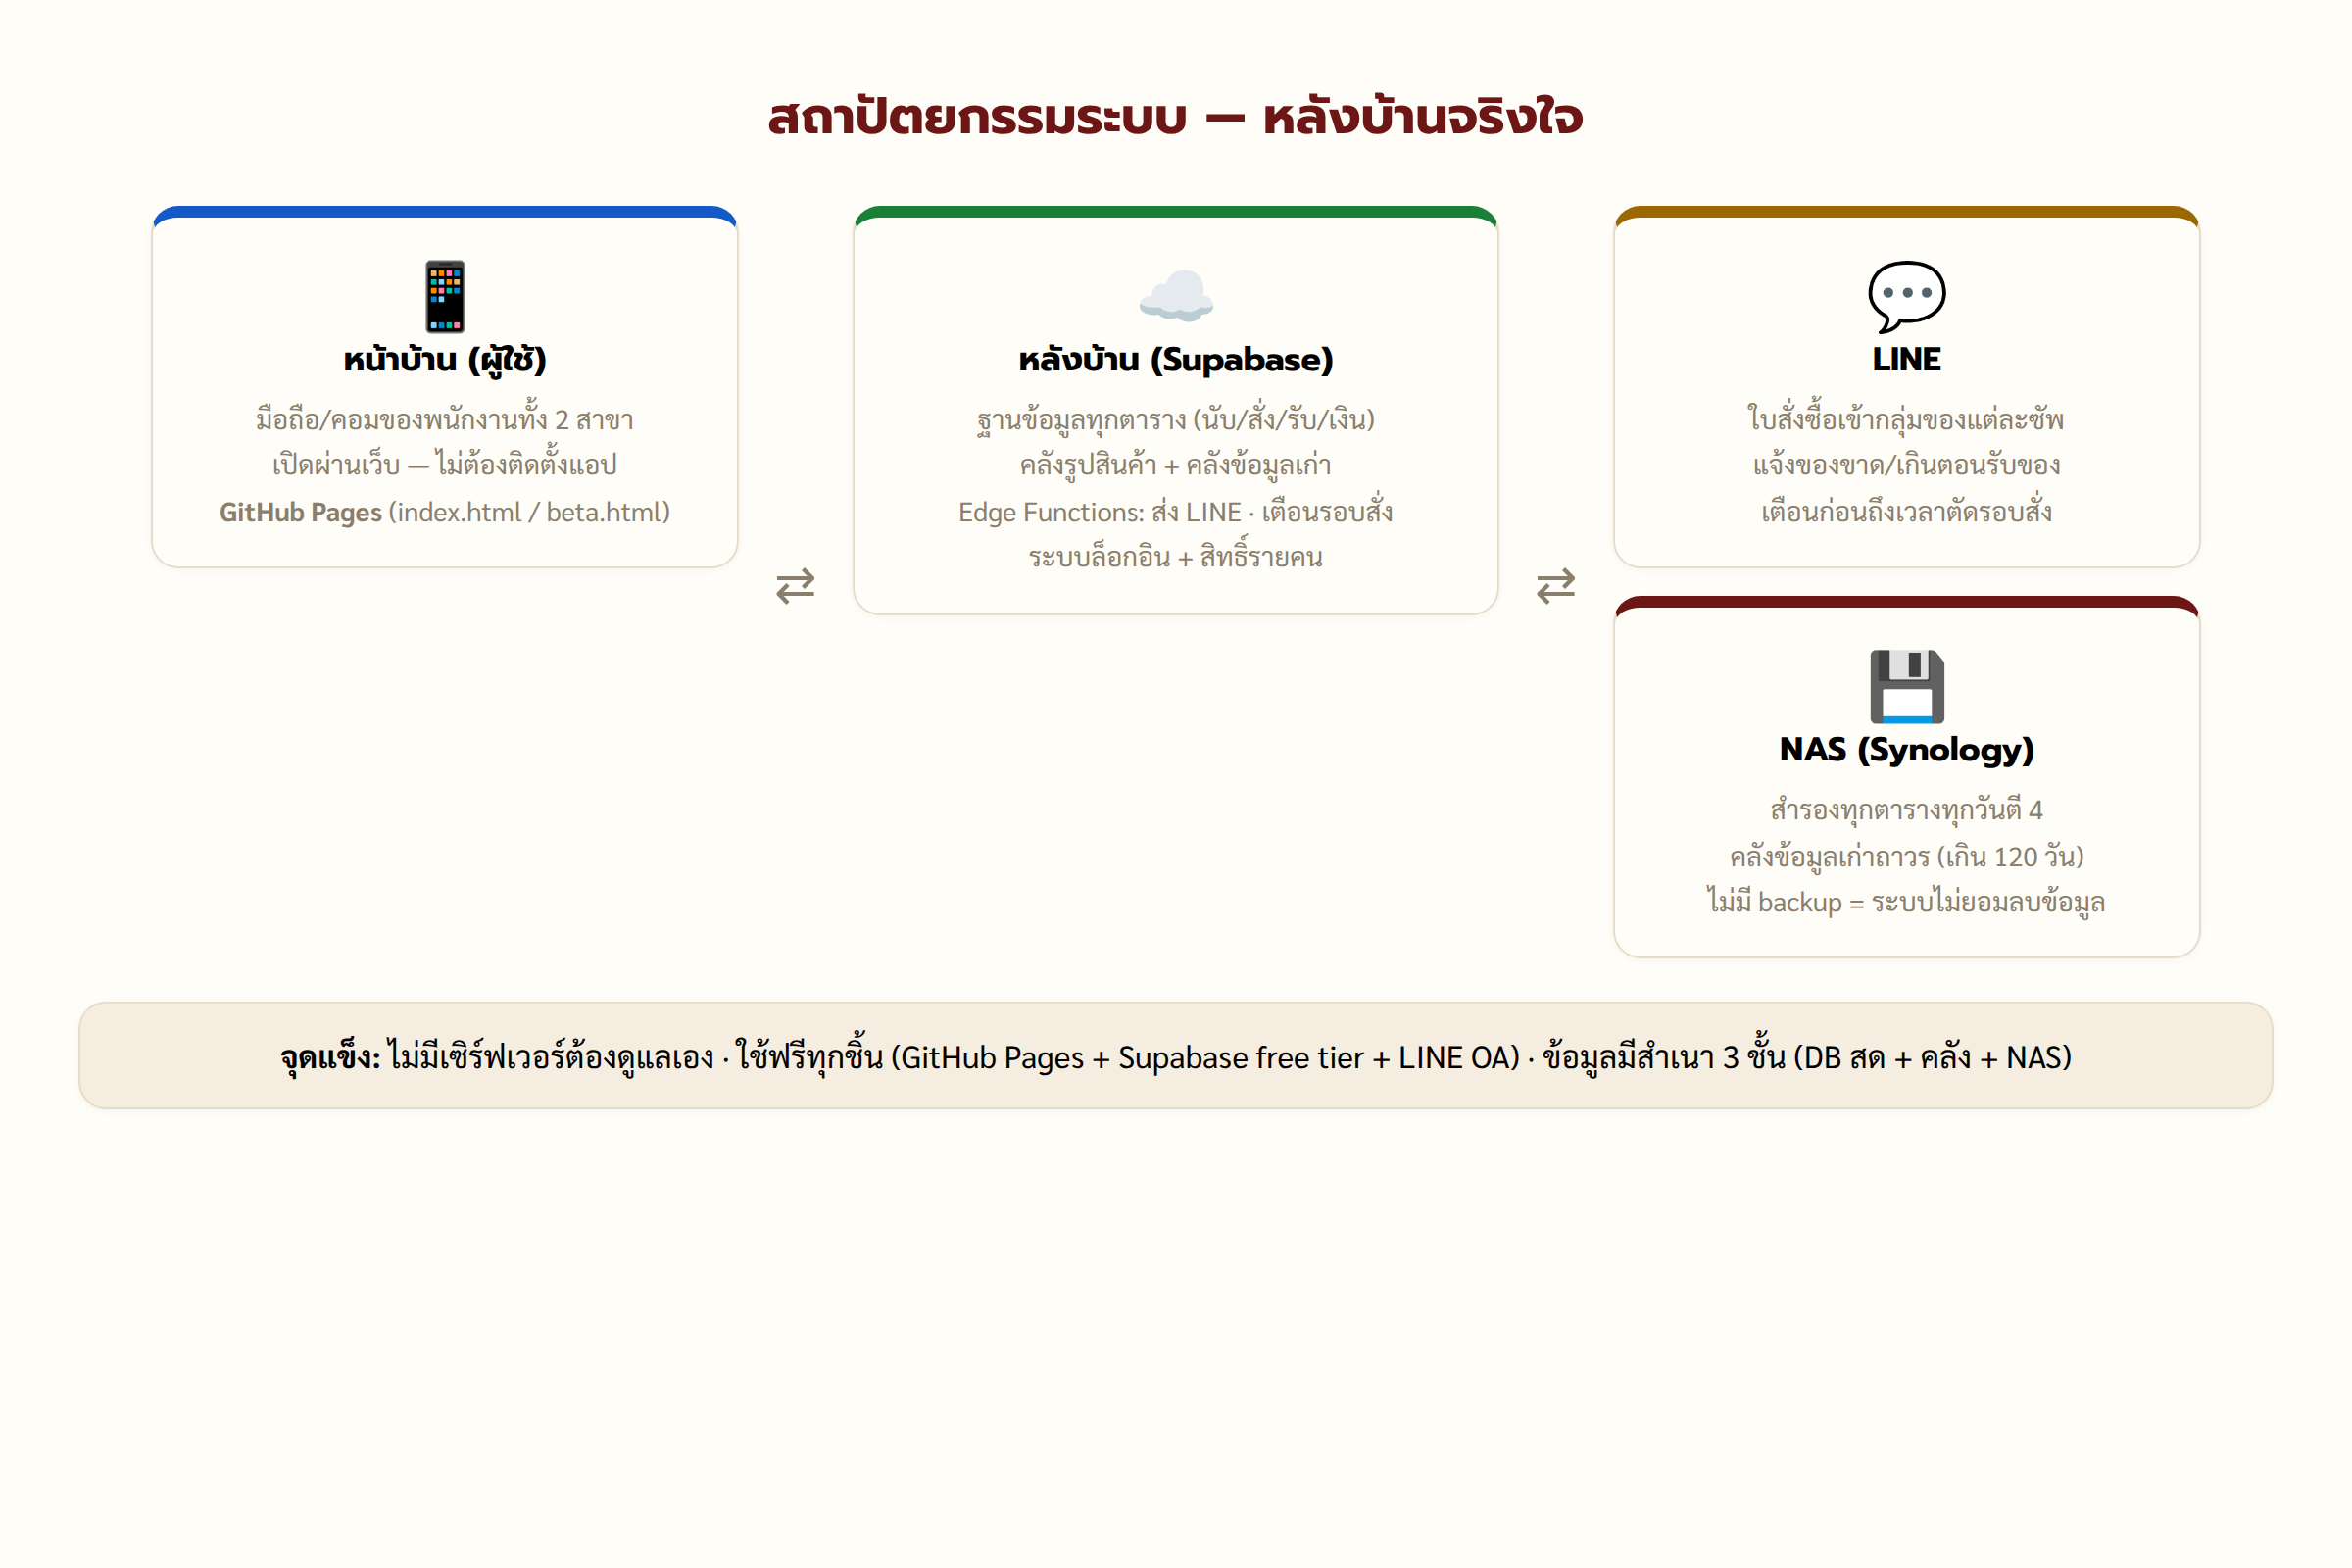 สถาปัตยกรรมระบบ — หลังบ้านจริงใจ
หน้าบ้าน (ผู้ใช้)
มือถือ/คอมของพนักงานทั้ง 2 สาขา
เปิดผ่านเว็บ — ไม่ต้องติดตั้งแอป
GitHub Pages (index.html / beta.html)
⇄
หลังบ้าน (Supabase)
ฐานข้อมูลทุกตาราง (นับ/สั่ง/รับ/เงิน)
คลังรูปสินค้า + คลังข้อมูลเก่า
Edge Functions: ส่ง LINE · เตือนรอบสั่ง
ระบบล็อกอิน + สิทธิ์รายคน
⇄
LINE
ใบสั่งซื้อเข้ากลุ่มของแต่ละซัพ
แจ้งของขาด/เกินตอนรับของ
เตือนก่อนถึงเวลาตัดรอบสั่ง
NAS (Synology)
สำรองทุกตารางทุกวันตี 4
คลังข้อมูลเก่าถาวร (เกิน 120 วัน)
ไม่มี backup = ระบบไม่ยอมลบข้อมูล
จุดแข็ง: ไม่มีเซิร์ฟเวอร์ต้องดูแลเอง · ใช้ฟรีทุกชิ้น (GitHub Pages + Supabase free tier + LINE OA) · ข้อมูลมีสำเนา 3 ชั้น (DB สด + คลัง + NAS)